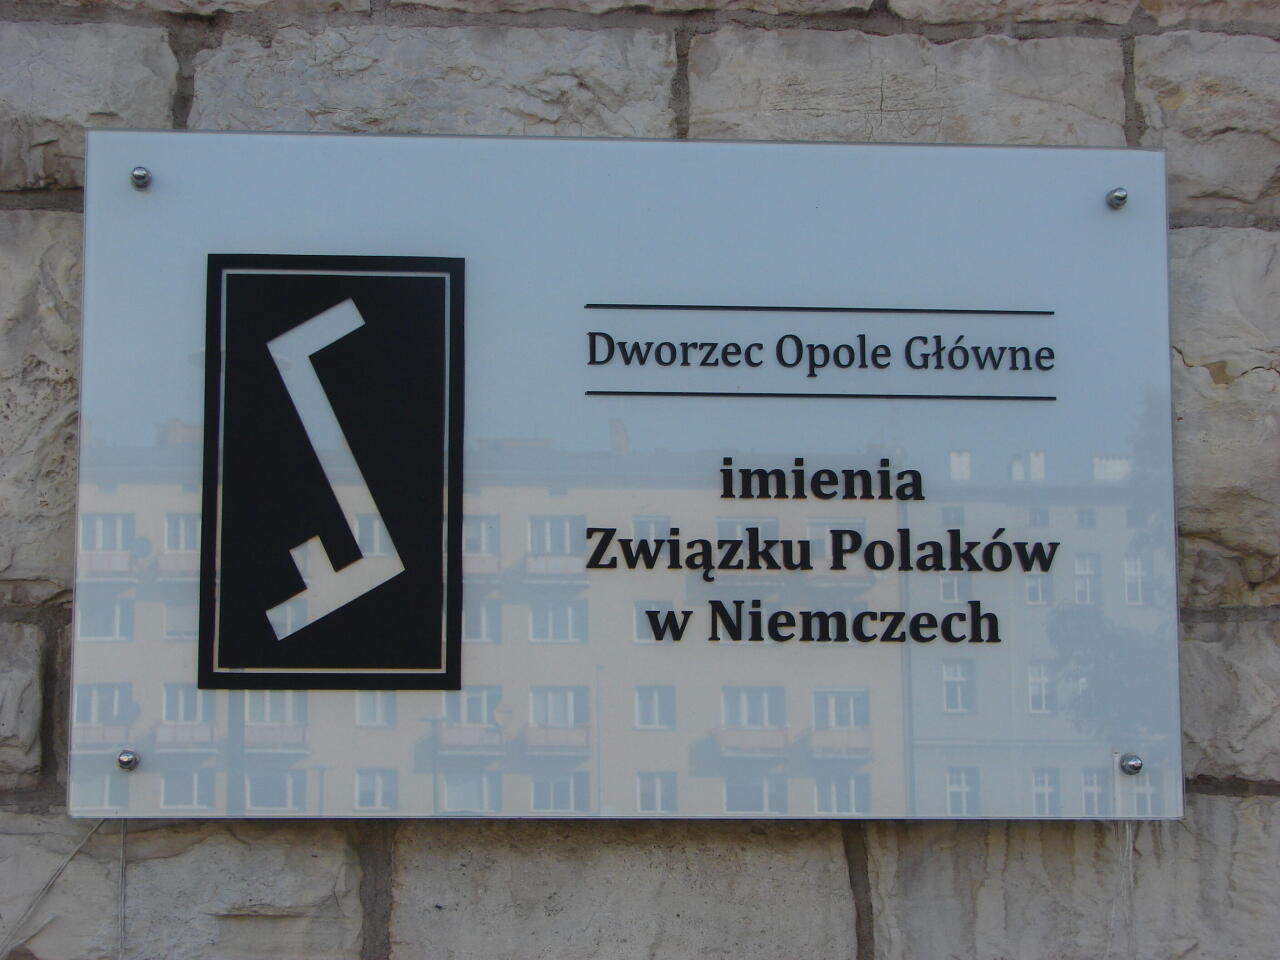 Dworzec Opole Główne
imienia
Związku Polaków
w Niemczech